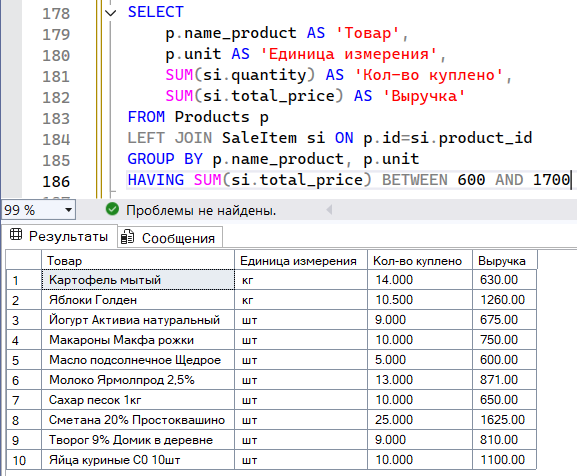 178 SELECT
179 p.name_product AS 'Товар',
180 p.unit AS 'Единица измерения',
181 SUM(si.quantity) AS 'Кол-во куплено',
182 SUM(si.total_price) AS 'Выручка'
183 FROM Products p
184 LEFT JOIN SaleItem si ON p.id=si.product_id
185 GROUP BY p.name_product, p.unit
186 HAVING SUM(si.total_price) BETWEEN 600 AND 1700
99 % Проблемы не найдены.
Результаты Сообщения
Товар Единица измерения Кол-во куплено Выручка
1 Картофель мытый кг 14.000 630.00
2 Яблоки Голден кг 10.500 1260.00
3 Йогурт Активиа натуральный шт 9.000 675.00
4 Макароны Макфа рожки шт 10.000 750.00
5 Масло подсолнечное Щедрое шт 5.000 600.00
6 Молоко Ярмолпрод 2,5% шт 13.000 871.00
7 Сахар песок 1кг шт 10.000 650.00
8 Сметана 20% Простоквашино шт 25.000 1625.00
9 Творог 9% Домик в деревне шт 9.000 810.00
10 Яйца куриные С0 10шт шт 10.000 1100.00